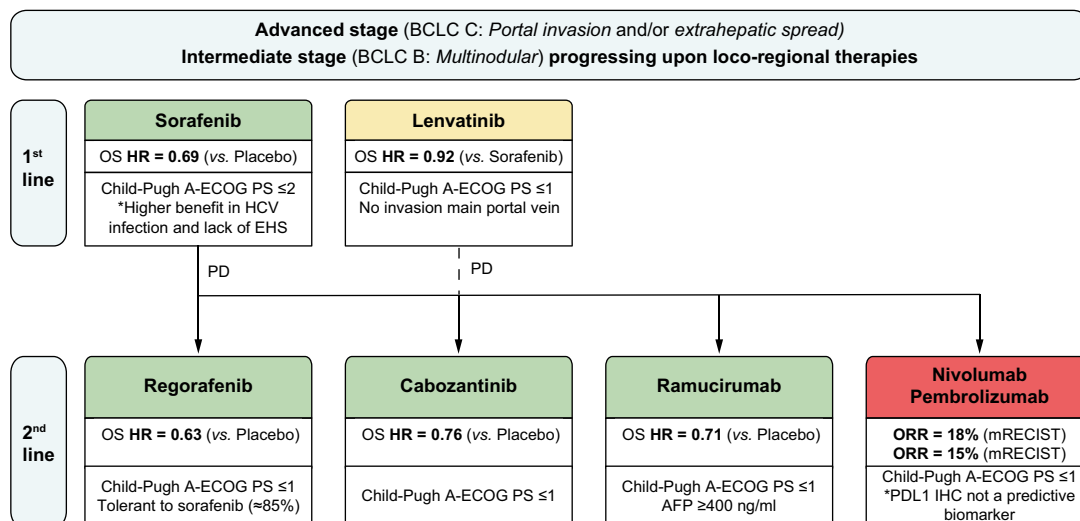 Advanced stage (BCLC C: Portal invasion and/or extrahepatic spread)
Intermediate stage (BCLC B: Multinodular) progressing upon loco-regional therapies
1st
line
Sorafenib
OS HR = 0.69 (vs. Placebo)
Child-Pugh A-ECOG PS ≤2
*Higher benefit in HCV
infection and lack of EHS
Lenvatinib
OS HR = 0.92 (vs. Sorafenib)
Child-Pugh A-ECOG PS ≤1
No invasion main portal vein
PD
PD
2nd
line
Regorafenib
OS HR = 0.63 (vs. Placebo)
Child-Pugh A-ECOG PS ≤1
Tolerant to sorafenib (≈85%)
Cabozantinib
OS HR = 0.76 (vs. Placebo)
Child-Pugh A-ECOG PS ≤1
Ramucirumab
OS HR = 0.71 (vs. Placebo)
Child-Pugh A-ECOG PS ≤1
AFP ≥400 ng/ml
Nivolumab
Pembrolizumab
ORR = 18% (mRECIST)
ORR = 15% (mRECIST)
Child-Pugh A-ECOG PS ≤1
*PDL1 IHC not a predictive
biomarker